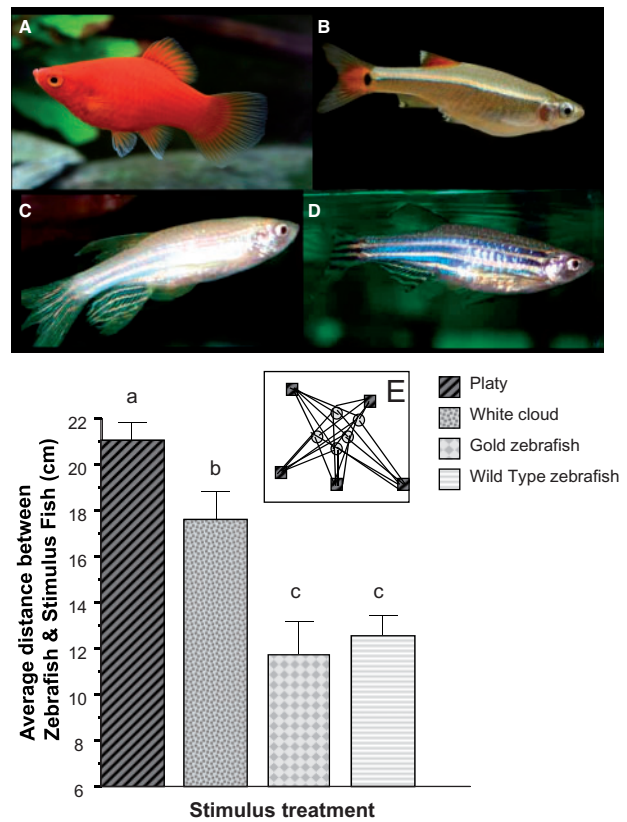 A
B
C
D
E
Platy
White cloud
Gold zebrafish
Wild Type zebrafish
a
b
c
c
22
20
18
16
14
12
10
8
6
Average distance between
Zebrafish & Stimulus Fish (cm)
Stimulus treatment